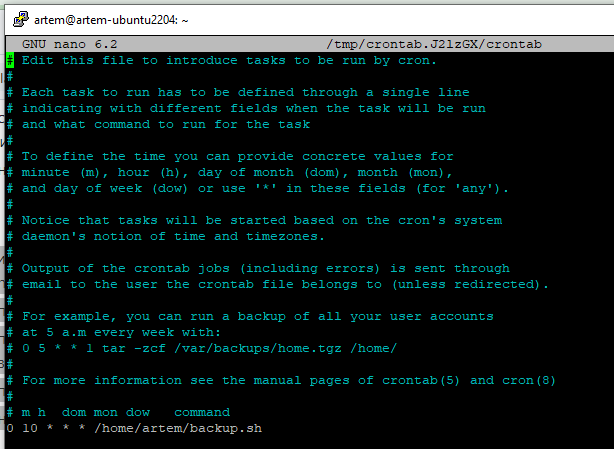 artem@artem-ubuntu2204: ~
GNU nano 6.2 /tmp/crontab.J2lzGX/crontab
# Edit this file to introduce tasks to be run by cron.
#
# Each task to run has to be defined through a single line
# indicating with different fields when the task will be run
# and what command to run for the task
#
# To define the time you can provide concrete values for
# minute (m), hour (h), day of month (dom), month (mon),
# and day of week (dow) or use '*' in these fields (for 'any').
#
# Notice that tasks will be started based on the cron's system
# daemon's notion of time and timezones.
#
# Output of the crontab jobs (including errors) is sent through
# email to the user the crontab file belongs to (unless redirected).
#
# For example, you can run a backup of all your user accounts
# at 5 a.m every week with:
# 0 5 * * 1 tar -zcf /var/backups/home.tgz /home/
#
# For more information see the manual pages of crontab(5) and cron(8)
#
# m h  dom mon dow   command
0 10 * * * /home/artem/backup.sh